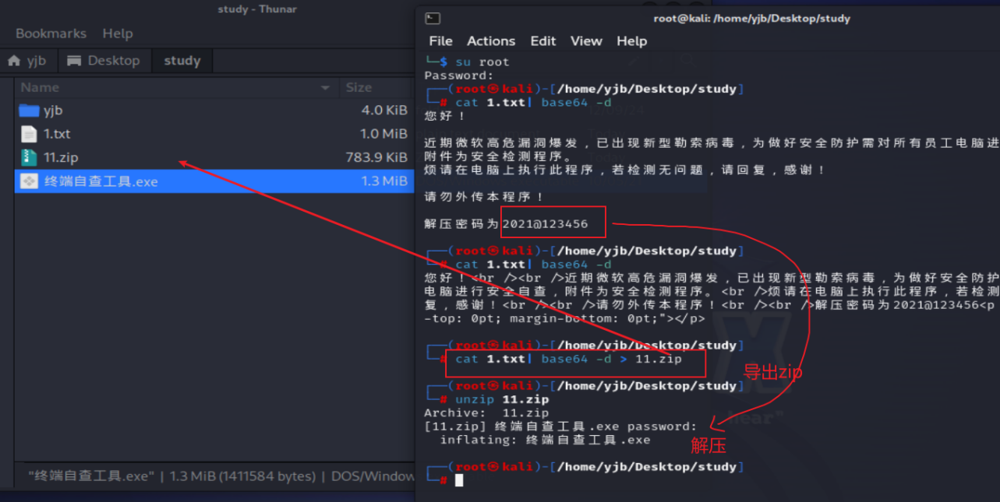 study - Thunar
Bookmarks Help
yjb Desktop study
Name Size
yjb 4.0 KiB
1.txt 1.0 MiB
11.zip 783.9 KiB
终端自查工具.exe 1.3 MiB
"终端自查工具.exe" | 1.3 MiB (1411584 bytes) | DOS/Window
root@kali: /home/yjb/Desktop/study
File Actions Edit View Help
└─$ su root
Password:
┌──(root㉿kali)-[/home/yjb/Desktop/study]
└─# cat 1.txt| base64 -d
您好！
近期微软高危漏洞爆发，已出现新型勒索病毒，为做好安全防护需对所有员工电脑进
附件为安全检测程序。
烦请在电脑上执行此程序，若检测无问题，请回复，感谢！
请勿外传本程序！
解压密码为2021@123456
┌──(root㉿kali)-[/home/yjb/Desktop/study]
└─# cat 1.txt| base64 -d
您好！<br /><br />近期微软高危漏洞爆发，已出现新型勒索病毒，为做好安全防护
电脑进行安全自查，附件为安全检测程序。<br />烦请在电脑上执行此程序，若检测
复，感谢！<br /><br />请勿外传本程序！<br /><br />解压密码为2021@123456<p
-top: 0pt; margin-bottom: 0pt;"></p>
┌──(root㉿kali)-[/home/yjb/Desktop/study]
└─# cat 1.txt| base64 -d > 11.zip
导出zip
┌──(root㉿kali)-[/home/yjb/Desktop/study]
└─# unzip 11.zip
Archive:  11.zip
[11.zip] 终端自查工具.exe password:
  inflating: 终端自查工具.exe
解压
┌──(root㉿kali)-[/home/yjb/Desktop/study]
└─#